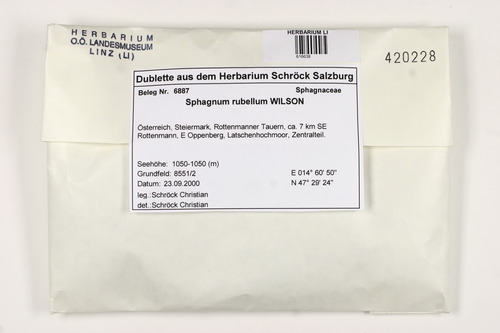 HERBARIUM
O.Ö. LANDESMUSEUM
LINZ (LI)
HERBARIUM LI
420228
Dublette aus dem Herbarium Schröck Salzburg
Beleg Nr. 6887 Sphagnaceae
Sphagnum rubellum WILSON
Österreich, Steiermark, Rottenmanner Tauern, ca. 7 km SE
Rottenmann, E Oppenberg, Latschenhochmoor, Zentralteil.
Seehöhe: 1050-1050 (m)
Grundfeld: 8551/2 E 014° 60' 50''
Datum: 23.09.2000 N 47° 29' 24''
leg.:Schröck Christian
det.:Schröck Christian